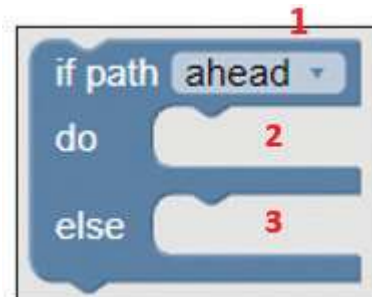 1
if path ahead
do 2
else 3